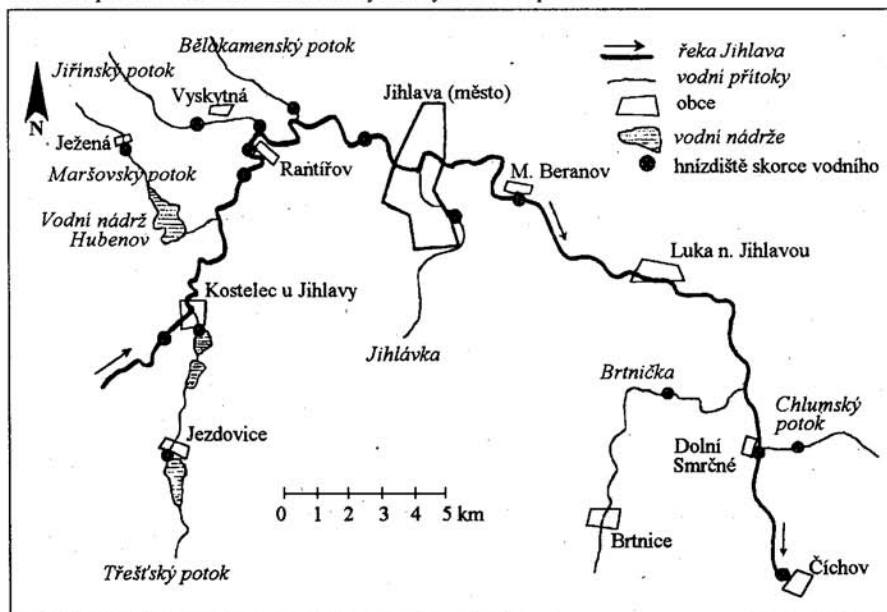 Bělokamenský potok
Jiřínský potok
Vyskytná
Jihlava (město)
řeka Jihlava
vodní přítoky
obce
vodní nádrže
hnízdiště skorce vodního
N
Ježená
Maršovský potok
Rantířov
M. Beranov
Vodní nádrž
Hubenov
Luka n. Jihlavou
Kostelec u Jihlavy
Jihlávka
Brtnička
Chlumský
potok
Jezdovice
Dolní
Smrčné
0 1 2 3 4 5 km
Brtnice
Třešťský potok
Číchov